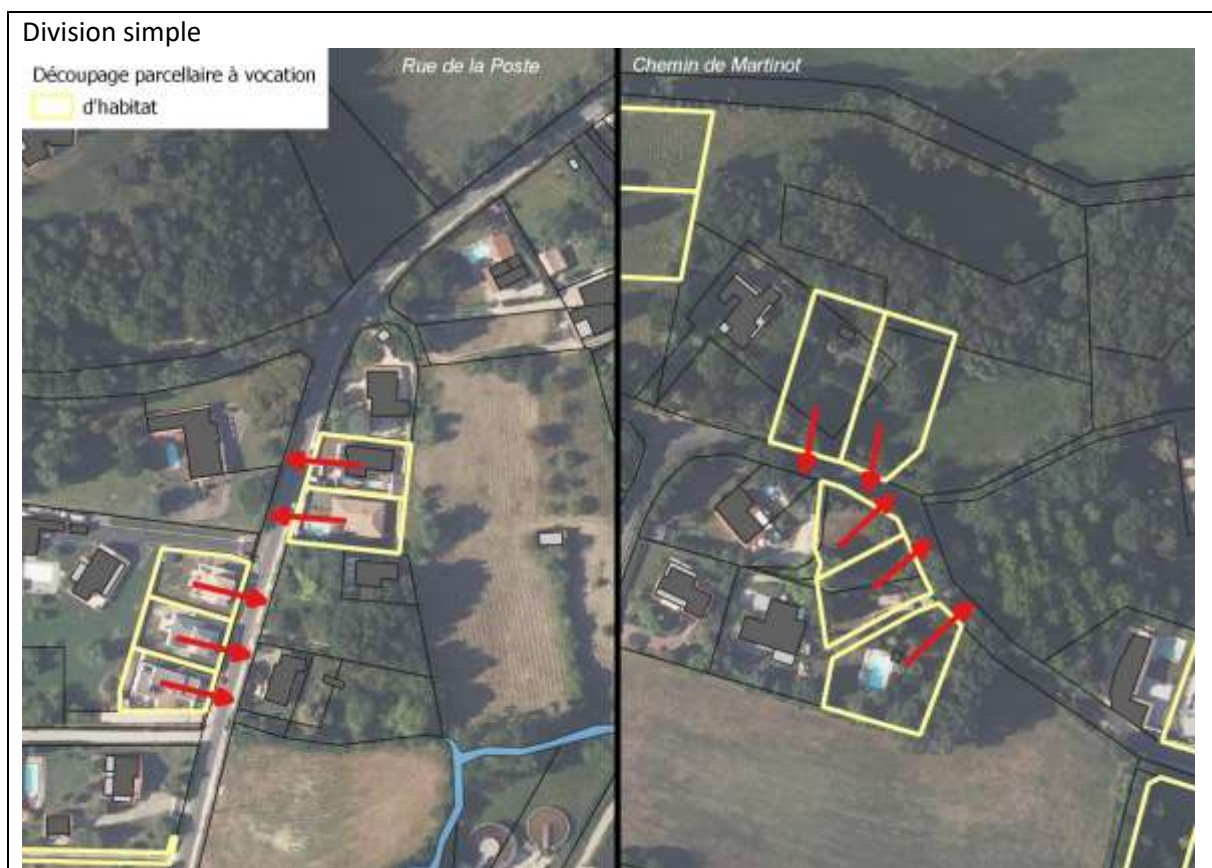 Division simple
Découpage parcellaire à vocation
d'habitat
Rue de la Poste
Chemin de Martinot